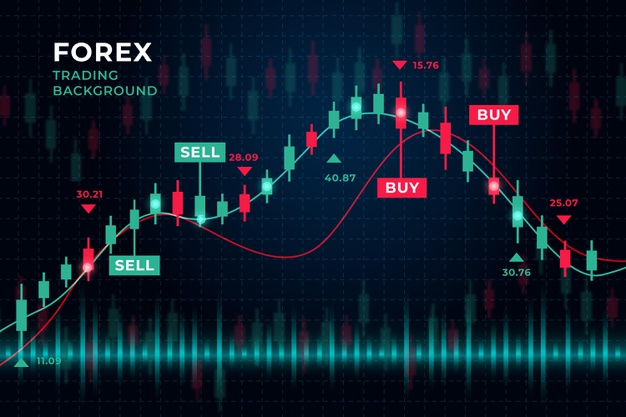 FOREX
TRADING
BACKGROUND
15.76
BUY
SELL
28.09
40.87
BUY
30.21
25.07
SELL
30.76
11.09